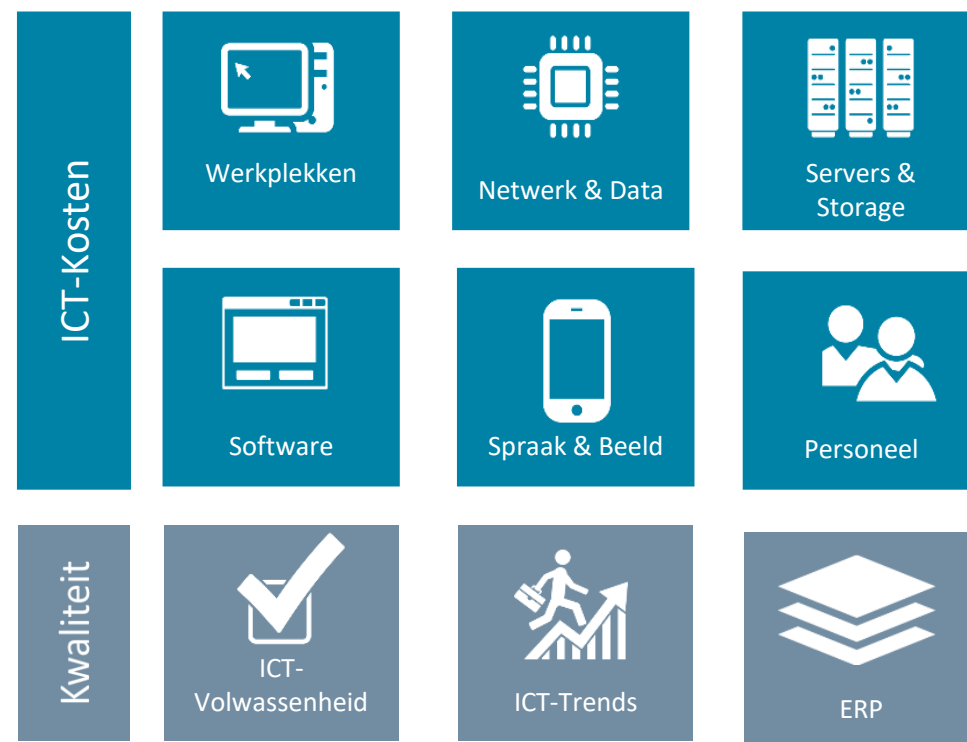 ICT-Kosten
Werkplekken
Netwerk & Data
Servers &
Storage
Software
Spraak & Beeld
Personeel
Kwaliteit
ICT-
Volwassenheid
ICT-Trends
ERP